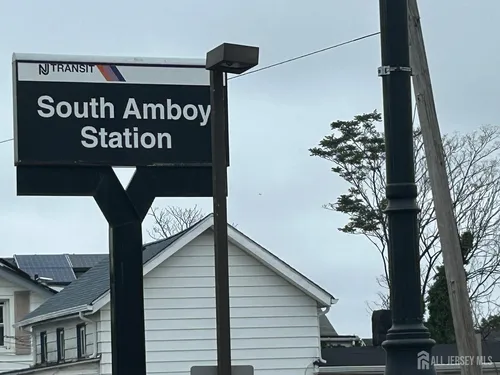 NJ TRANSIT
South Amboy
Station
ALL JERSEY MLS